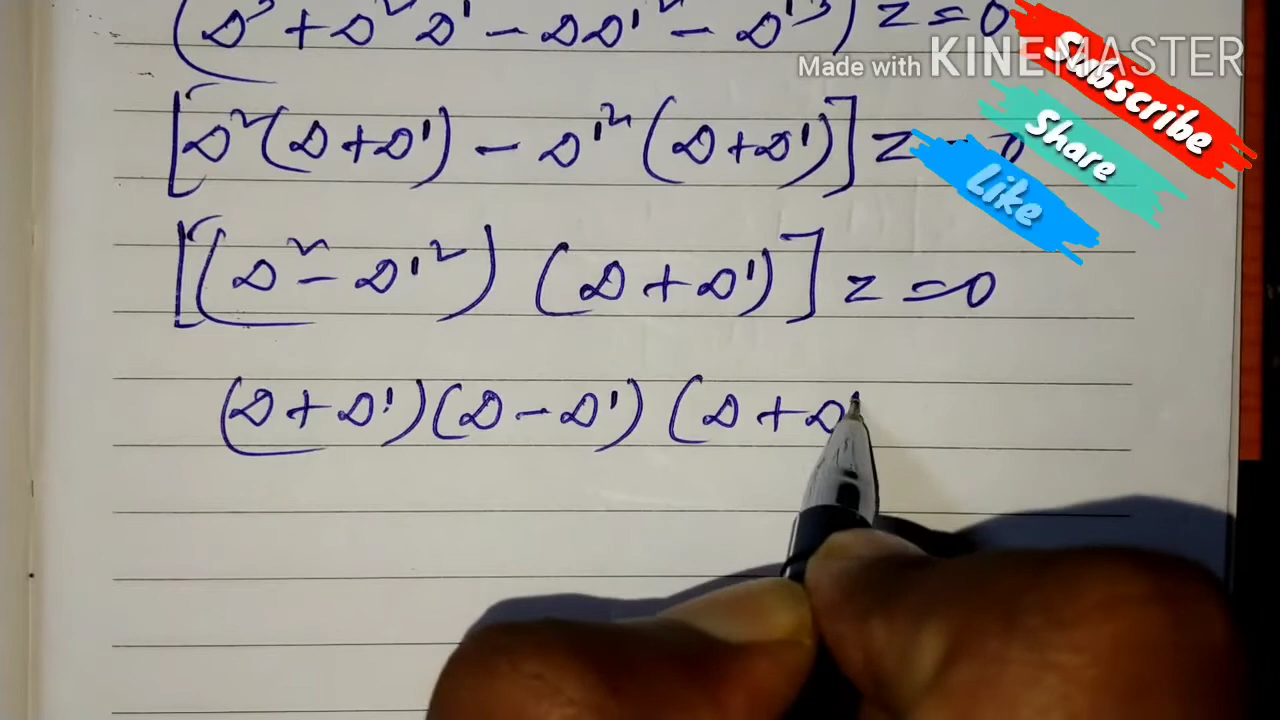 (D³ + D²D' - DD'² - D'³) z = 0
Made with KINEMASTER
Subscribe
[D²(D+D') - D'²(D+D')] z = 0
Share
Like
[(D² - D'²) (D+D')] z = 0
(D+D')(D-D') (D+D'